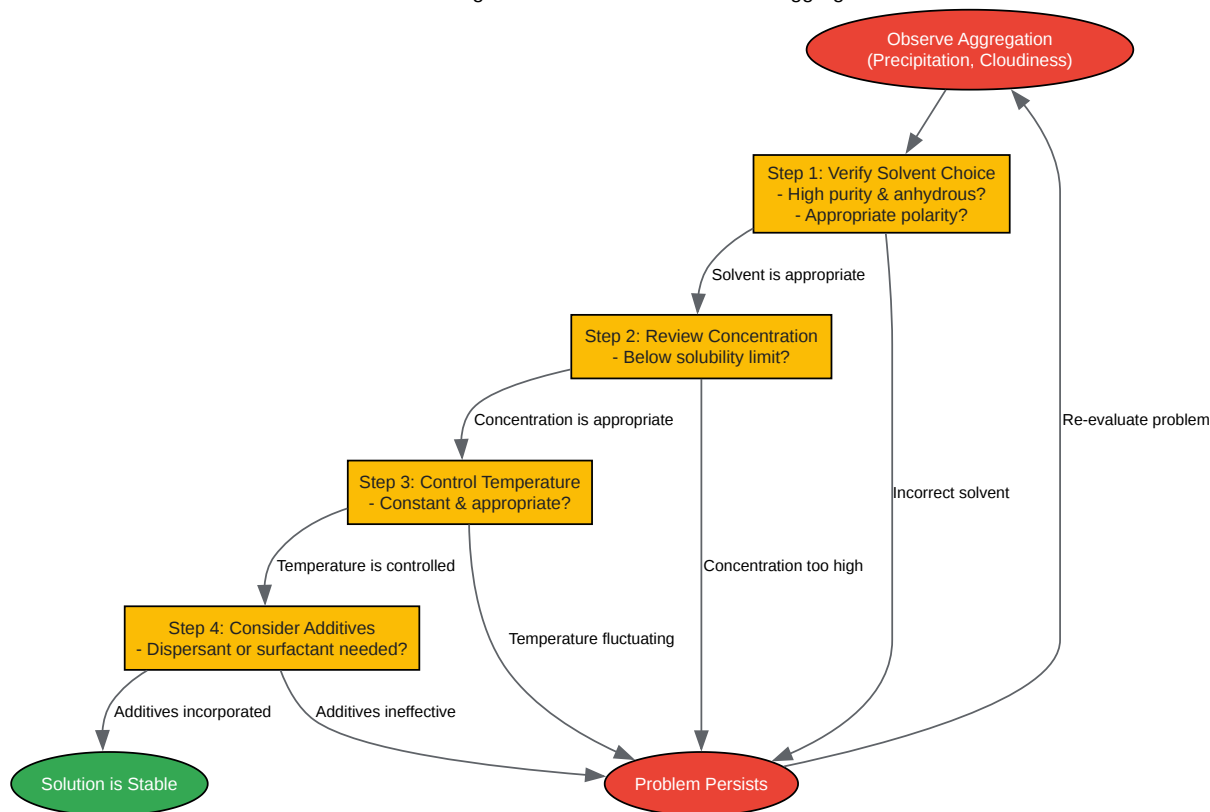 Observe Aggregation
(Precipitation, Cloudiness)
Step 1: Verify Solvent Choice
- High purity & anhydrous?
- Appropriate polarity?
Solvent is appropriate
Step 2: Review Concentration
- Below solubility limit?
Concentration is appropriate
Re-evaluate problem
Step 3: Control Temperature
- Constant & appropriate?
Incorrect solvent
Temperature is controlled
Concentration too high
Step 4: Consider Additives
- Dispersant or surfactant needed?
Temperature fluctuating
Additives incorporated
Additives ineffective
Solution is Stable
Problem Persists